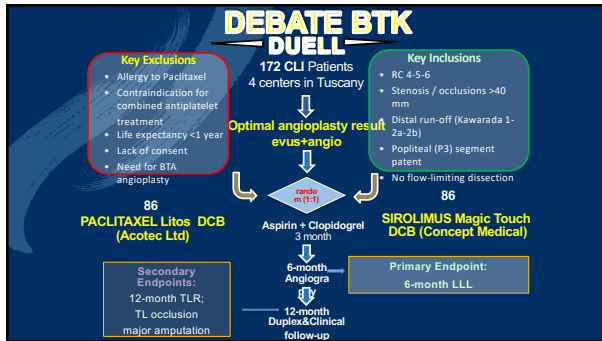 DEBATE BTK
DUELL
172 CLI Patients
4 centers in Tuscany
Key Exclusions
• Allergy to Paclitaxel
• Contraindication for
combined antiplatelet
treatment
• Life expectancy <1 year
• Lack of consent
• Need for BTA
angioplasty
Key Inclusions
• RC 4-5-6
• Stenosis / occlusions >40
mm
• Distal run-off (Kawarada 1-
2a-2b)
• Popliteal (P3) segment
patent
• No flow-limiting dissection
Optimal angioplasty result
evus+angio
rando
m (1:1)
86
PACLITAXEL Litos DCB
(Acotec Ltd)
86
SIROLIMUS Magic Touch
DCB (Concept Medical)
Aspirin + Clopidogrel
3 month
6-month
Angiogra
phy
Primary Endpoint:
6-month LLL
Secondary
Endpoints:
12-month TLR;
TL occlusion
major amputation
12-month
Duplex&Clinical
follow-up